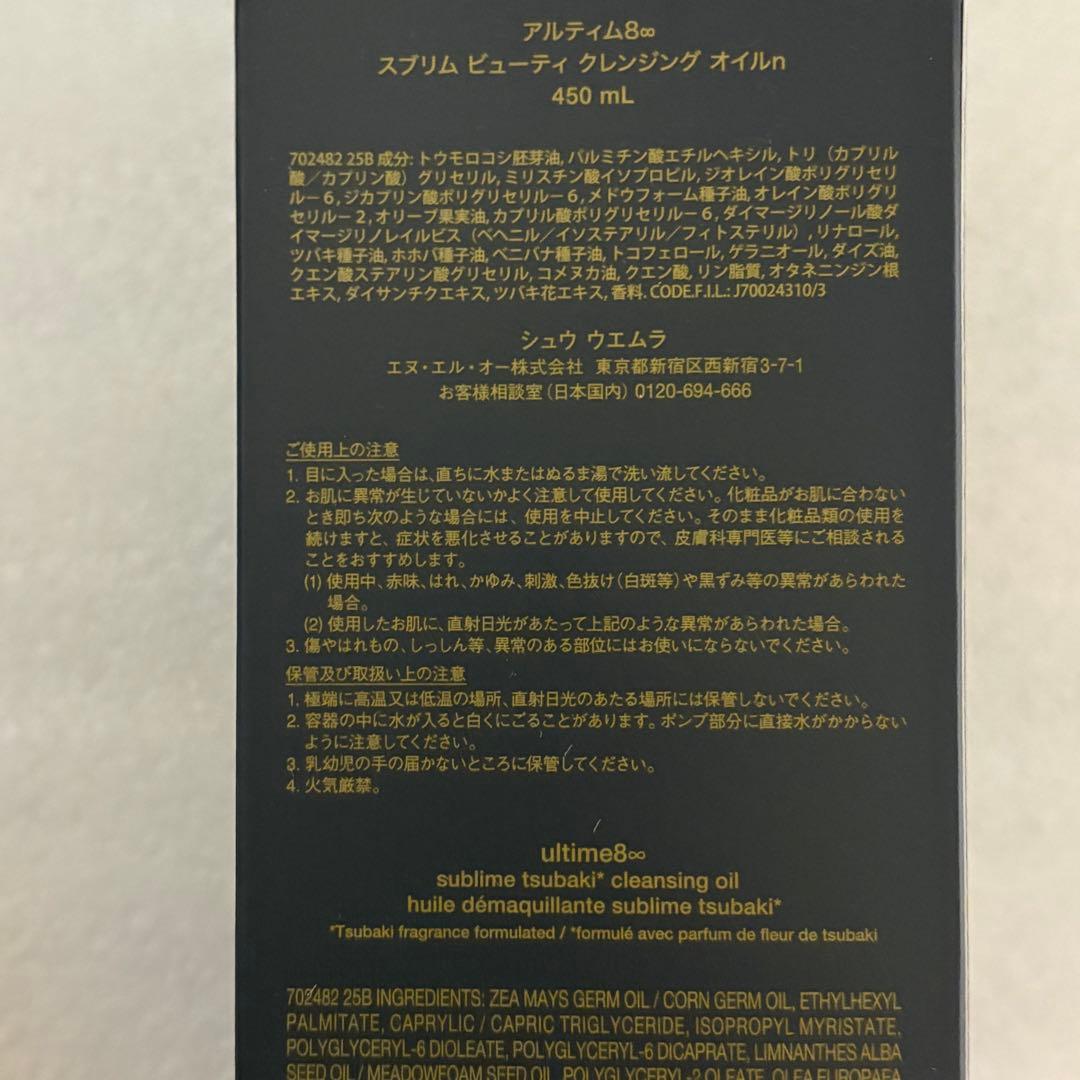 アルティム8∞
スブリム ビューティ クレンジング オイルn
450 mL
702482 25B 成分: トウモロコシ胚芽油, パルミチン酸エチルヘキシル, トリ（カプリル
酸／カプリン酸）グリセリル, ミリスチン酸イソプロピル, ジオレイン酸ポリグリセリ
ル－6, ジカプリン酸ポリグリセリル－6, メドウフォーム種子油, オレイン酸ポリグリ
セリル－2, オリーブ果実油, カプリル酸ポリグリセリル－6, ダイマージリノール酸ダ
イマージリノレイルビス（ベヘニル／イソステアリル／フィトステリル）, リナロール,
ツバキ種子油, ホホバ種子油, ベニバナ種子油, トコフェロール, ゲラニオール, ダイズ油,
クエン酸ステアリン酸グリセリル, コメヌカ油, クエン酸, リン脂質, オタネニンジン根
エキス, ダイサンチクエキス, ツバキ花エキス, 香料. CODE.F.I.L.: J70024310/3
シュウ ウエムラ
エヌ・エル・オー株式会社 東京都新宿区西新宿3-7-1
お客様相談室（日本国内）0120-694-666
ご使用上の注意
1. 目に入った場合は、直ちに水またはぬるま湯で洗い流してください。
2. お肌に異常が生じていないかよく注意して使用してください。化粧品がお肌に合わない
とき即ち次のような場合には、使用を中止してください。そのまま化粧品類の使用を
続けますと、症状を悪化させることがありますので、皮膚科専門医等にご相談される
ことをおすすめします。
(1) 使用中、赤味、はれ、かゆみ、刺激、色抜け（白斑等）や黒ずみ等の異常があらわれた
場合。
(2) 使用したお肌に、直射日光があたって上記のような異常があらわれた場合。
3. 傷やはれもの、しっしん等、異常のある部位にはお使いにならないでください。
保管及び取扱い上の注意
1. 極端に高温又は低温の場所、直射日光のあたる場所には保管しないでください。
2. 容器の中に水が入ると白くにごることがあります。ポンプ部分に直接水がかからない
ように注意してください。
3. 乳幼児の手の届かないところに保管してください。
4. 火気厳禁。
ultime8∞
sublime tsubaki* cleansing oil
huile démaquillante sublime tsubaki*
*Tsubaki fragrance formulated / *formulé avec parfum de fleur de tsubaki
702482 25B INGREDIENTS: ZEA MAYS GERM OIL / CORN GERM OIL, ETHYLHEXYL
PALMITATE, CAPRYLIC / CAPRIC TRIGLYCERIDE, ISOPROPYL MYRISTATE,
POLYGLYCERYL-6 DIOLEATE, POLYGLYCERYL-6 DICAPRATE, LIMNANTHES ALBA
SEED OIL / MEADOWFOAM SEED OIL, POLYGLYCERYL-2 OLEATE, OLEA EUROPAEA